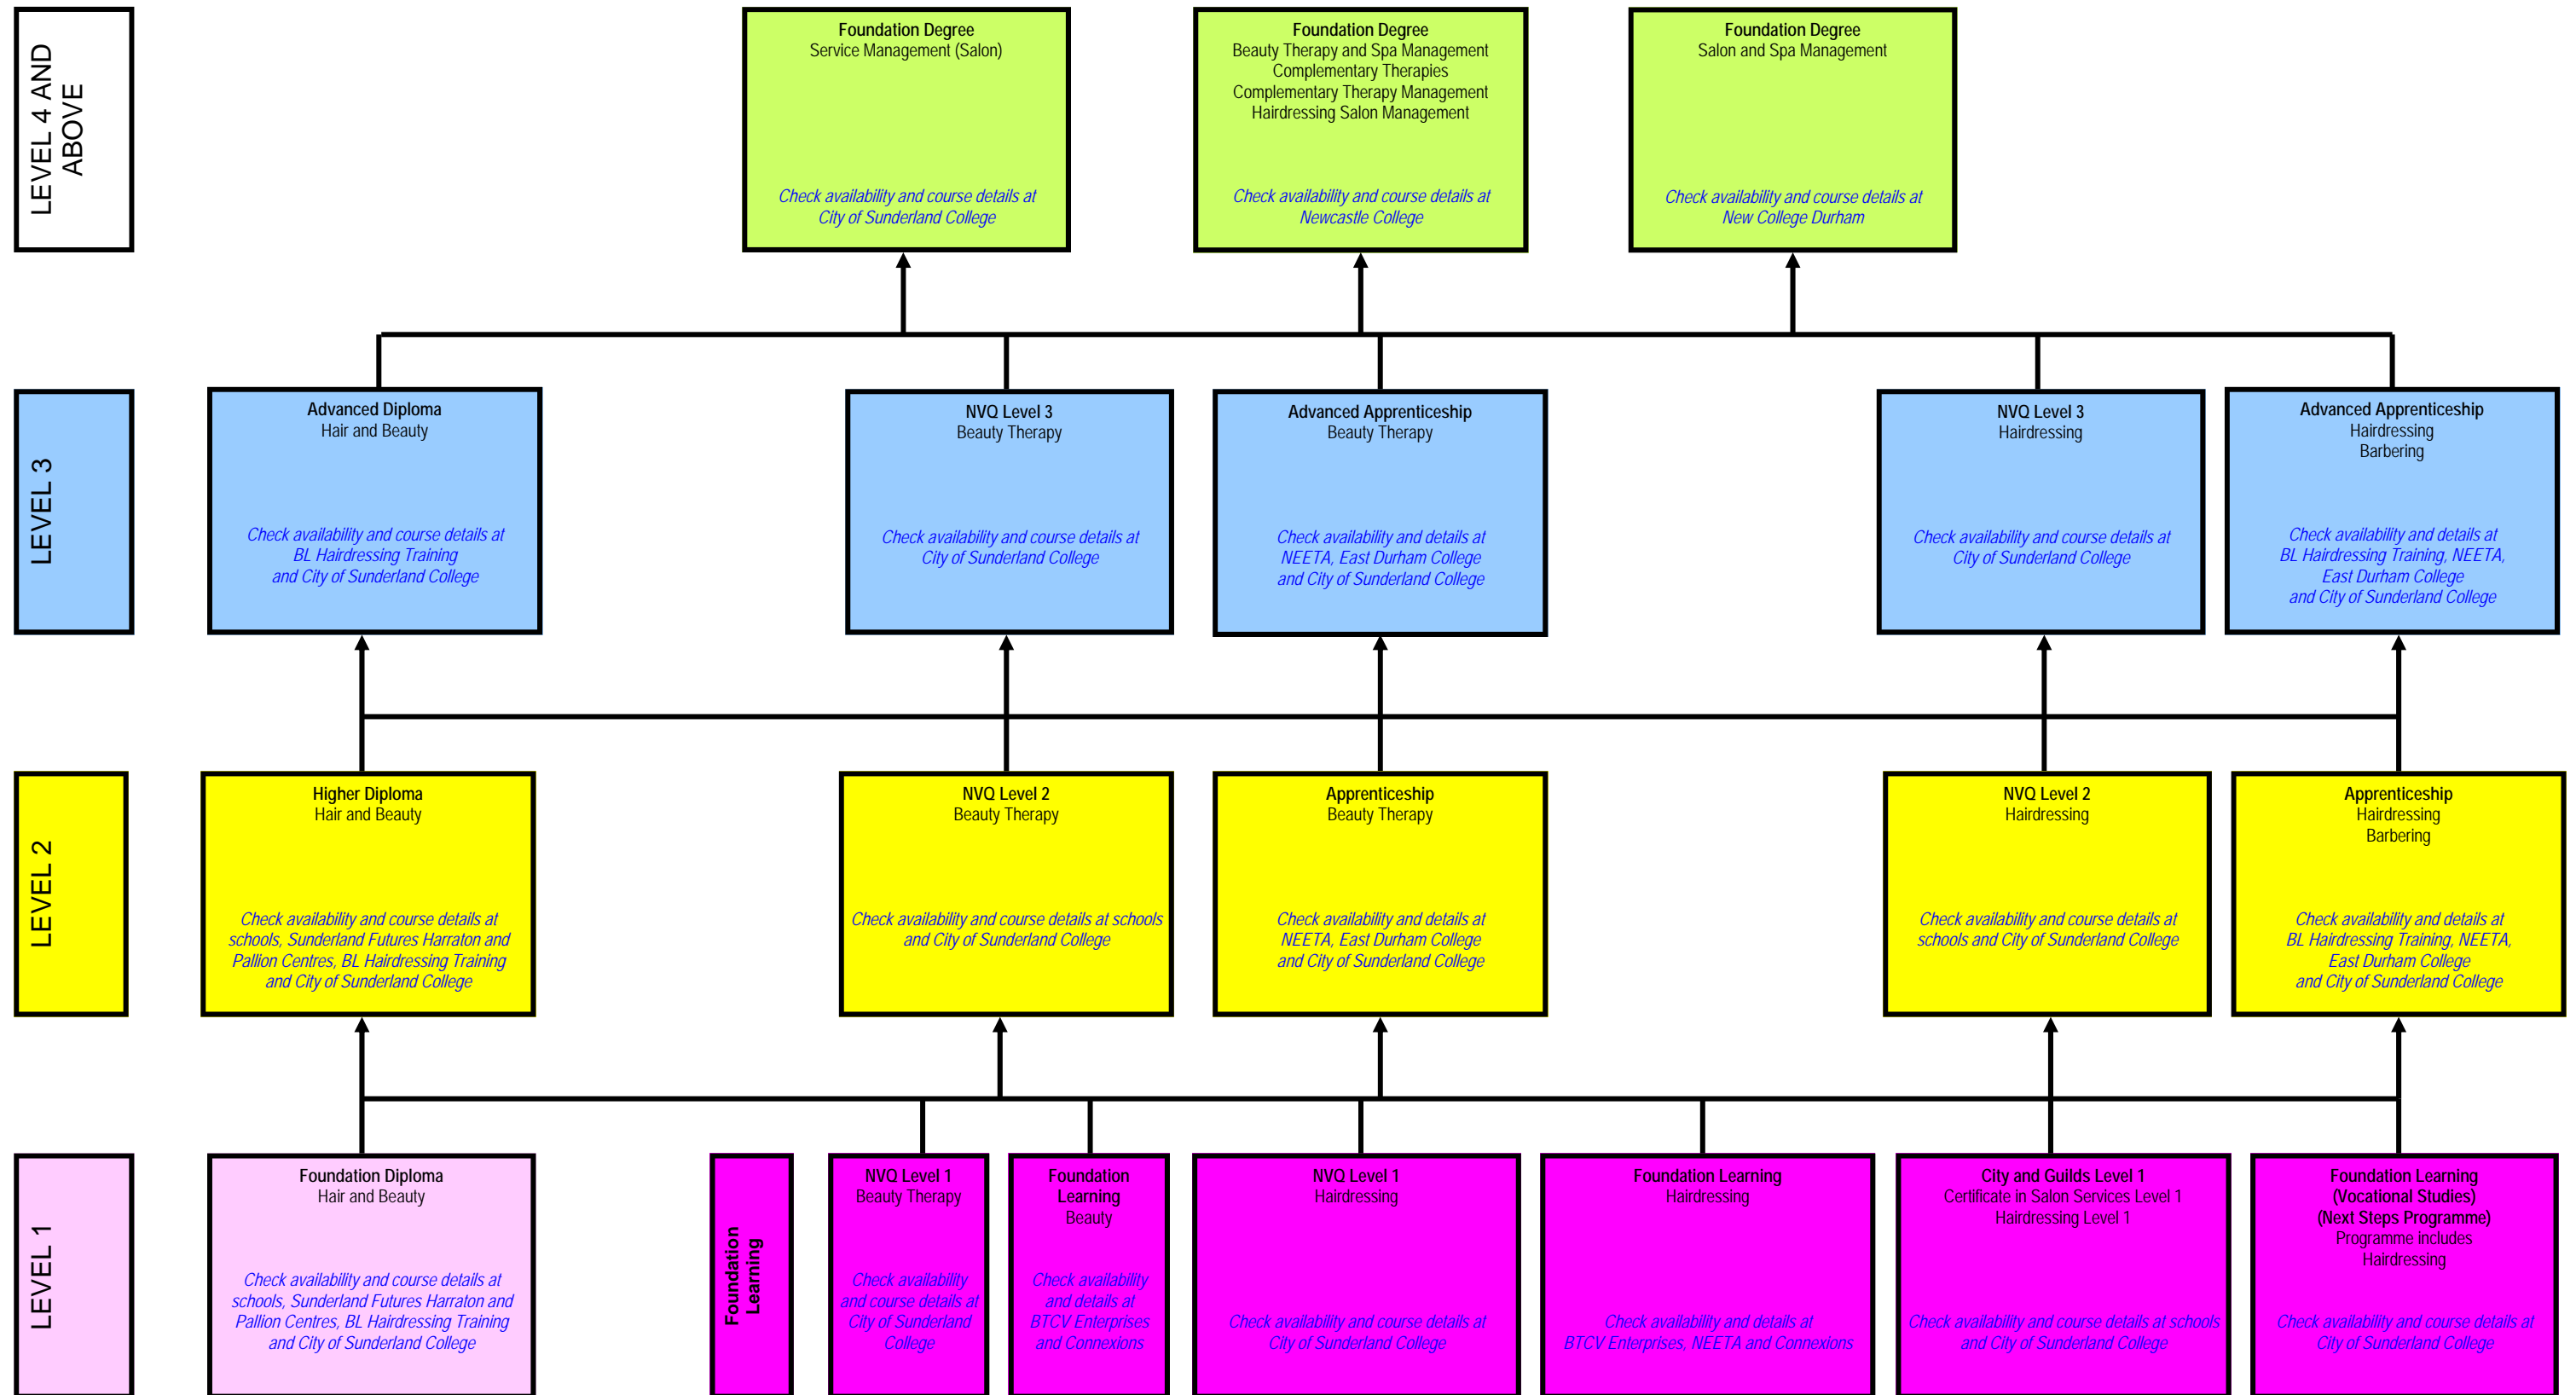 LEVEL 4 AND
ABOVE
Foundation Degree
Service Management (Salon)
Check availability and course details at
City of Sunderland College
Foundation Degree
Beauty Therapy and Spa Management
Complementary Therapies
Complementary Therapy Management
Hairdressing Salon Management
Check availability and course details at
Newcastle College
Foundation Degree
Salon and Spa Management
Check availability and course details at
New College Durham
LEVEL 3
Advanced Diploma
Hair and Beauty
Check availability and course details at
BL Hairdressing Training
and City of Sunderland College
NVQ Level 3
Beauty Therapy
Check availability and course details at
City of Sunderland College
Advanced Apprenticeship
Beauty Therapy
Check availability and details at
NEETA, East Durham College
and City of Sunderland College
NVQ Level 3
Hairdressing
Check availability and course details at
City of Sunderland College
Advanced Apprenticeship
Hairdressing
Barbering
Check availability and details at
BL Hairdressing Training, NEETA,
East Durham College
and City of Sunderland College
LEVEL 2
Higher Diploma
Hair and Beauty
Check availability and course details at
schools, Sunderland Futures Harraton and
Pallion Centres, BL Hairdressing Training
and City of Sunderland College
NVQ Level 2
Beauty Therapy
Check availability and course details at schools
and City of Sunderland College
Apprenticeship
Beauty Therapy
Check availability and details at
NEETA, East Durham College
and City of Sunderland College
NVQ Level 2
Hairdressing
Check availability and course details at
schools and City of Sunderland College
Apprenticeship
Hairdressing
Barbering
Check availability and details at
BL Hairdressing Training, NEETA,
East Durham College
and City of Sunderland College
LEVEL 1
Foundation Diploma
Hair and Beauty
Check availability and course details at
schools, Sunderland Futures Harraton and
Pallion Centres, BL Hairdressing Training
and City of Sunderland College
Foundation
Learning
NVQ Level 1
Beauty Therapy
Check availability
and course details at
City of Sunderland
College
Foundation
Learning
Beauty
Check availability
and details at
BTCV Enterprises
and Connexions
NVQ Level 1
Hairdressing
Check availability and course details at
City of Sunderland College
Foundation Learning
Hairdressing
Check availability and details at
BTCV Enterprises, NEETA and Connexions
City and Guilds Level 1
Certificate in Salon Services Level 1
Hairdressing Level 1
Check availability and course details at schools
and City of Sunderland College
Foundation Learning
(Vocational Studies)
(Next Steps Programme)
Programme includes
Hairdressing
Check availability and course details at
City of Sunderland College